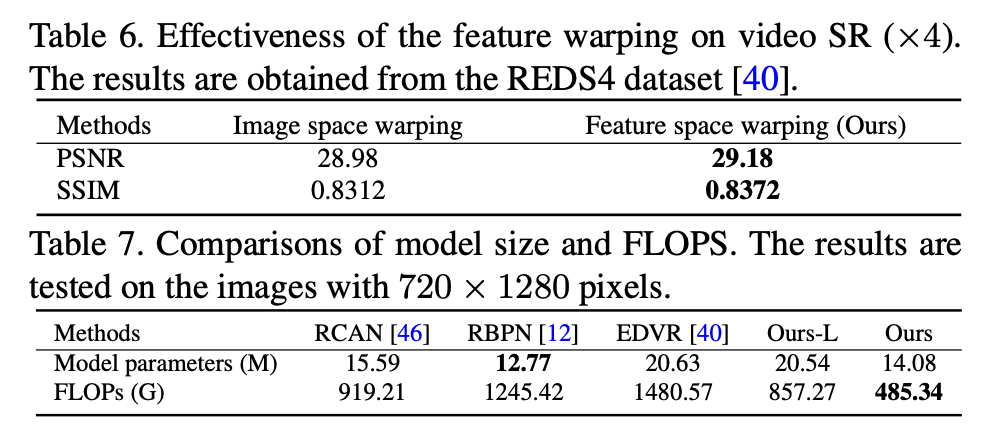 Table 6. Effectiveness of the feature warping on video SR (×4).
The results are obtained from the REDS4 dataset [40].
Methods Image space warping Feature space warping (Ours)
PSNR 28.98 29.18
SSIM 0.8312 0.8372
Table 7. Comparisons of model size and FLOPS. The results are
tested on the images with 720 × 1280 pixels.
Methods RCAN [46] RBPN [12] EDVR [40] Ours-L Ours
Model parameters (M) 15.59 12.77 20.63 20.54 14.08
FLOPs (G) 919.21 1245.42 1480.57 857.27 485.34